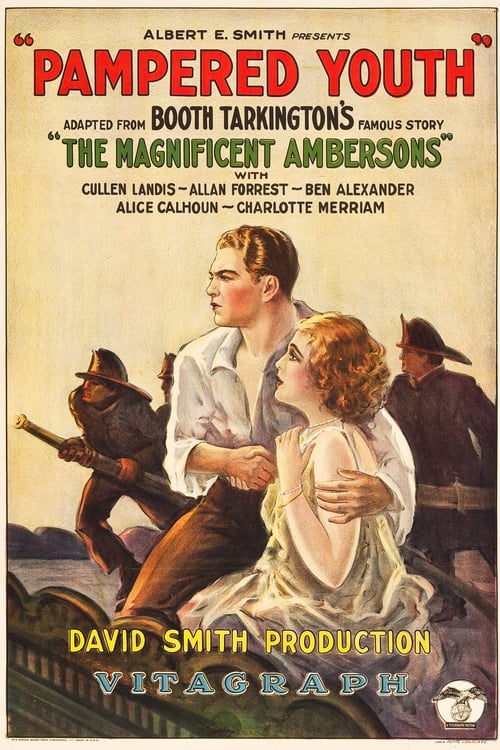 ALBERT E. SMITH PRESENTS
"PAMPERED YOUTH"
ADAPTED FROM BOOTH TARKINGTON'S FAMOUS STORY
"THE MAGNIFICENT AMBERSONS"
WITH
CULLEN LANDIS~ALLAN FORREST~BEN ALEXANDER
ALICE CALHOUN~CHARLOTTE MERRIAM
DAVID SMITH PRODUCTION
VITAGRAPH